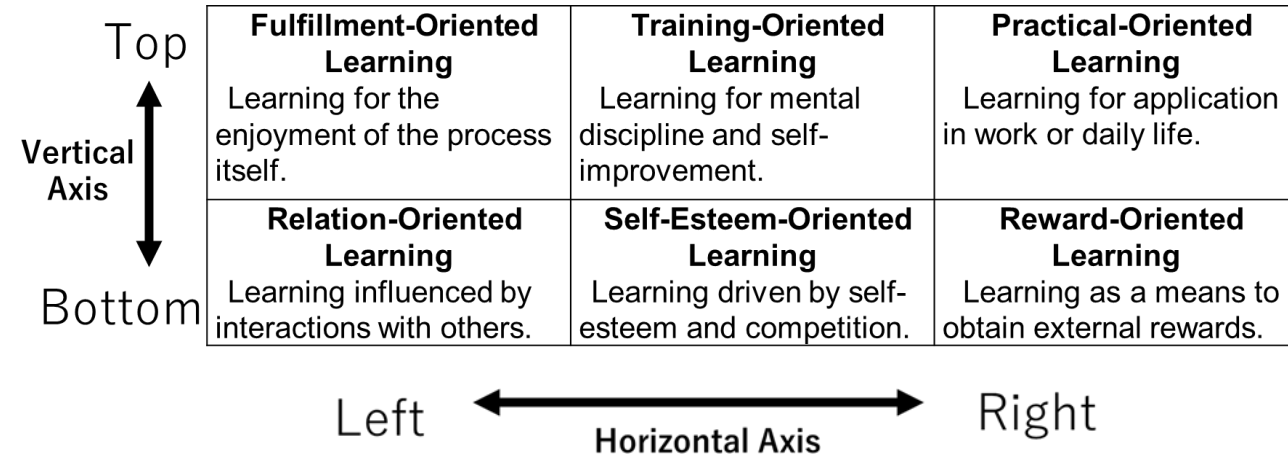 Top
Vertical
Axis
Bottom
Fulfillment-Oriented
Learning
Learning for the
enjoyment of the process
itself.
Training-Oriented
Learning
Learning for mental
discipline and self-
improvement.
Practical-Oriented
Learning
Learning for application
in work or daily life.
Relation-Oriented
Learning
Learning influenced by
interactions with others.
Self-Esteem-Oriented
Learning
Learning driven by self-
esteem and competition.
Reward-Oriented
Learning
Learning as a means to
obtain external rewards.
Left
Horizontal Axis
Right